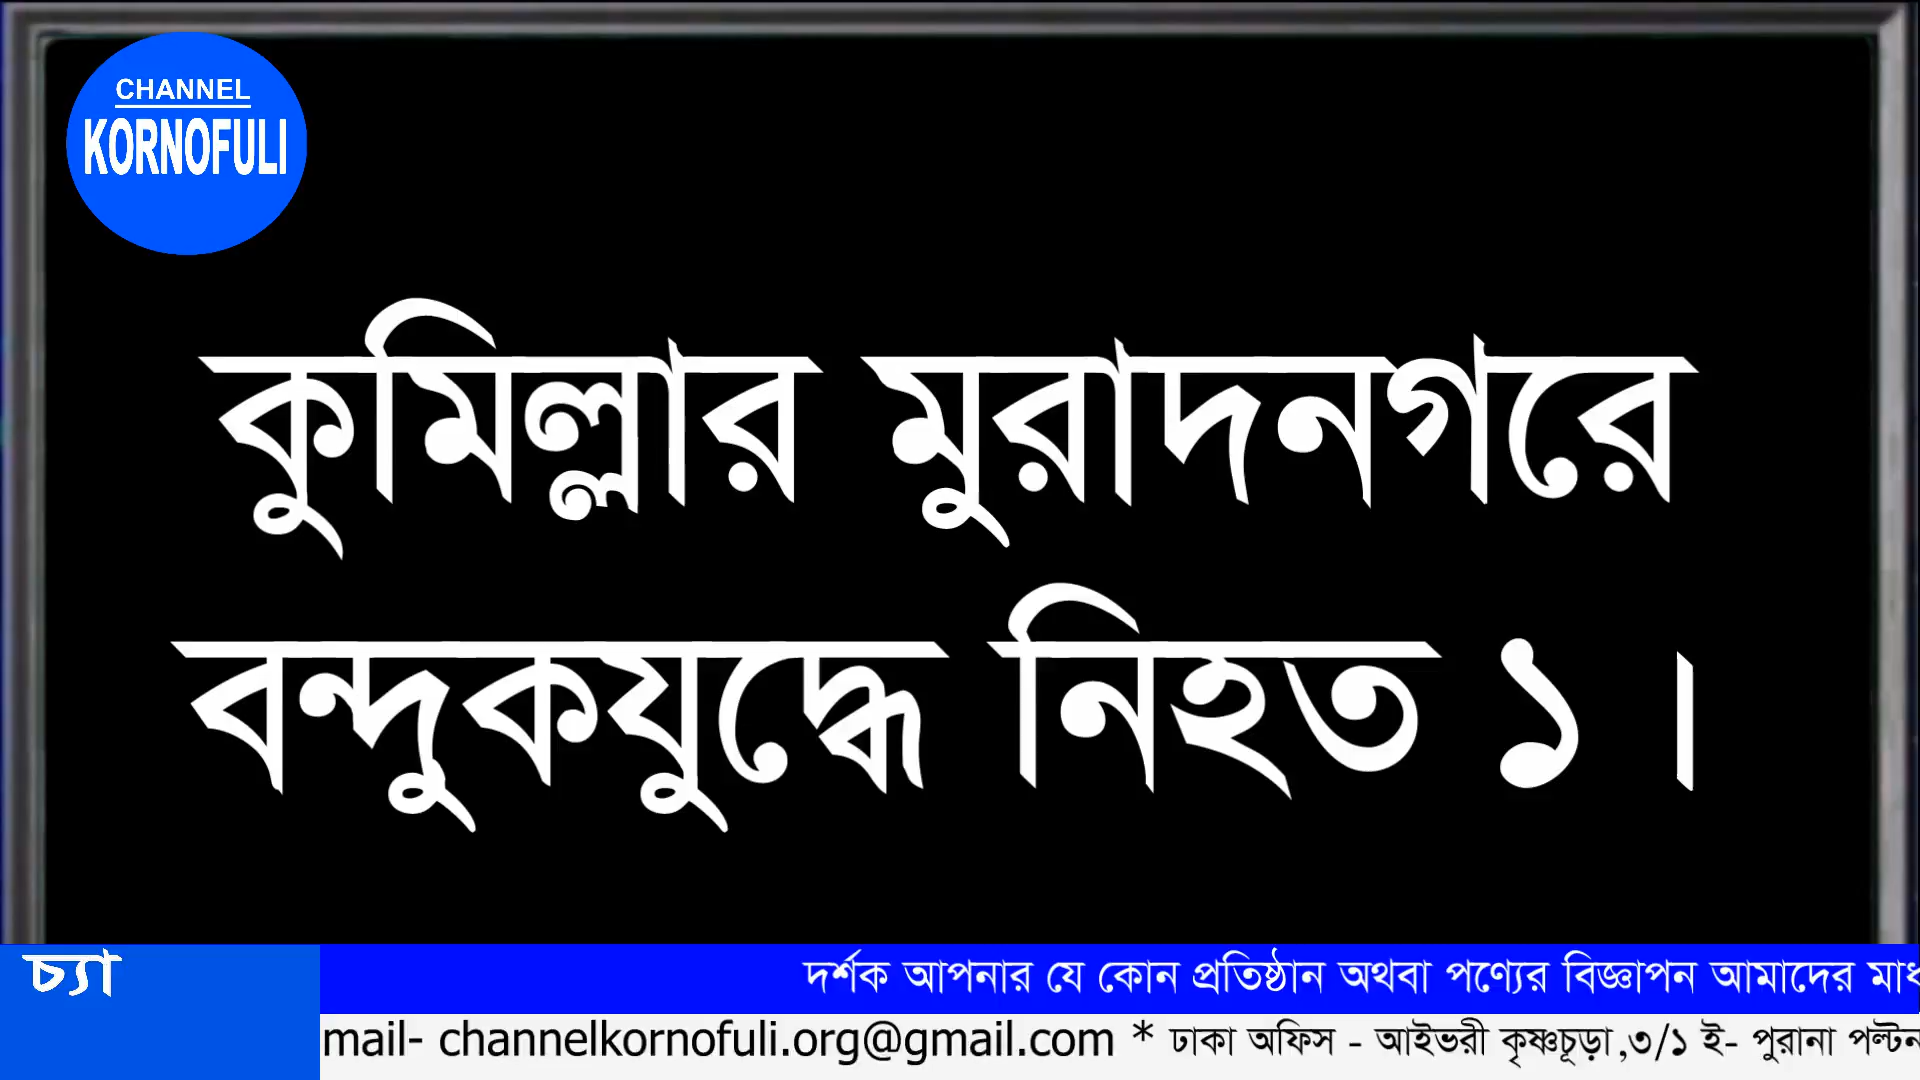 CHANNEL
KORNOFULI
কুমিল্লার মুরাদনগরে
বন্দুকযুদ্ধে নিহত ১ ।
চ্যা
দর্শক আপনার যে কোন প্রতিষ্ঠান অথবা পণ্যের বিজ্ঞাপন আমাদের মাধ
mail- channelkornofuli.org@gmail.com * ঢাকা অফিস - আইভরী কৃষ্ণচূড়া,৩/১ ই- পুরানা পল্টন